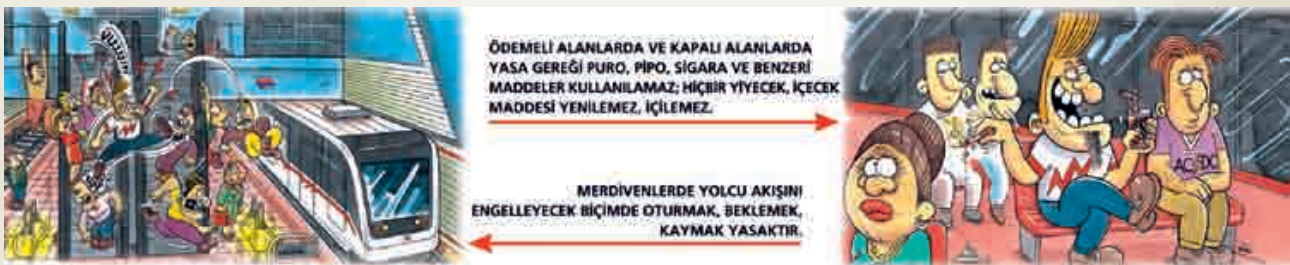 ÖDEMELİ ALANLARDA VE KAPALI ALANLARDA
YASA GEREĞİ PURO, PİPO, SİGARA VE BENZERİ
MADDELER KULLANILAMAZ; HİÇBİR YİYECEK, İÇECEK
MADDESİ YENİLEMEZ, İÇİLEMEZ.
MERDİVENLERDE YOLCU AKIŞINI
ENGELLEYECEK BİÇİMDE OTURMAK, BEKLEMEK,
KAYMAK YASAKTIR.
AC/DC